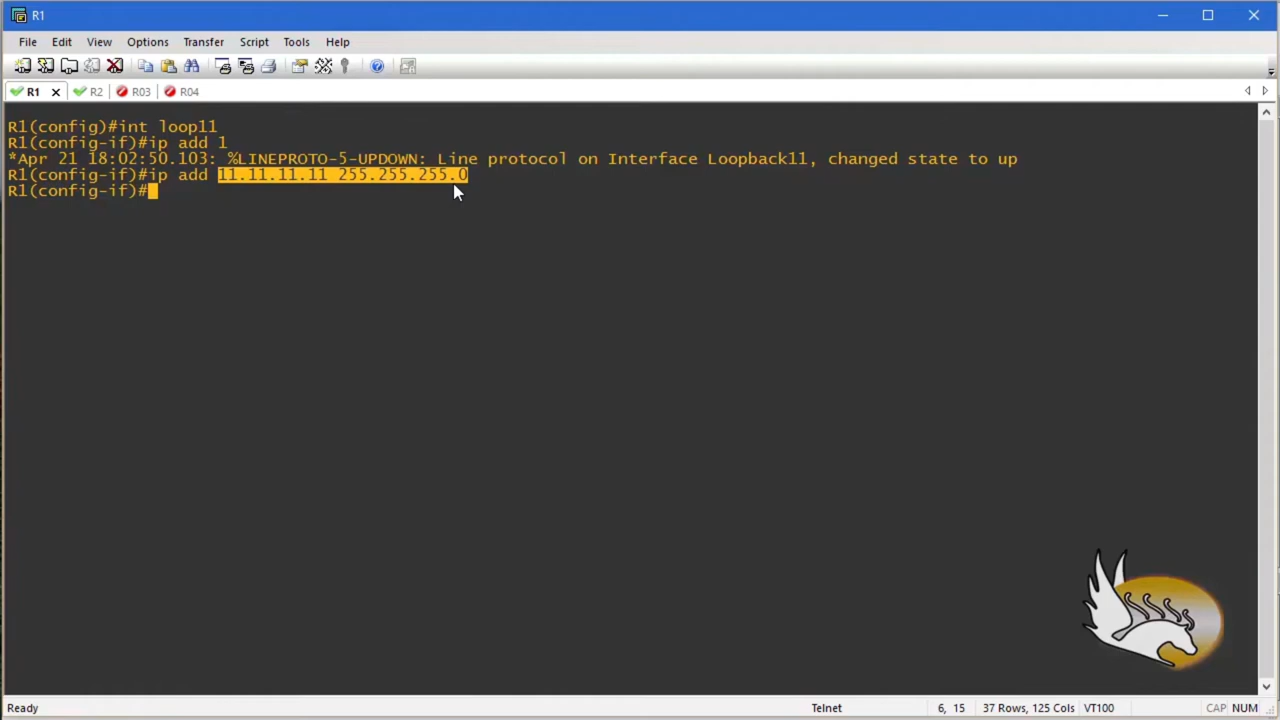 R1
File Edit View Options Transfer Script Tools Help
R1 R2 R03 R04
R1(config)#int loop11
R1(config-if)#ip add 1
*Apr 21 18:02:50.103: %LINEPROTO-5-UPDOWN: Line protocol on Interface Loopback11, changed state to up
R1(config-if)#ip add 11.11.11.11 255.255.255.0
R1(config-if)#
Ready Telnet 6, 15 37 Rows, 125 Cols VT100 CAP NUM